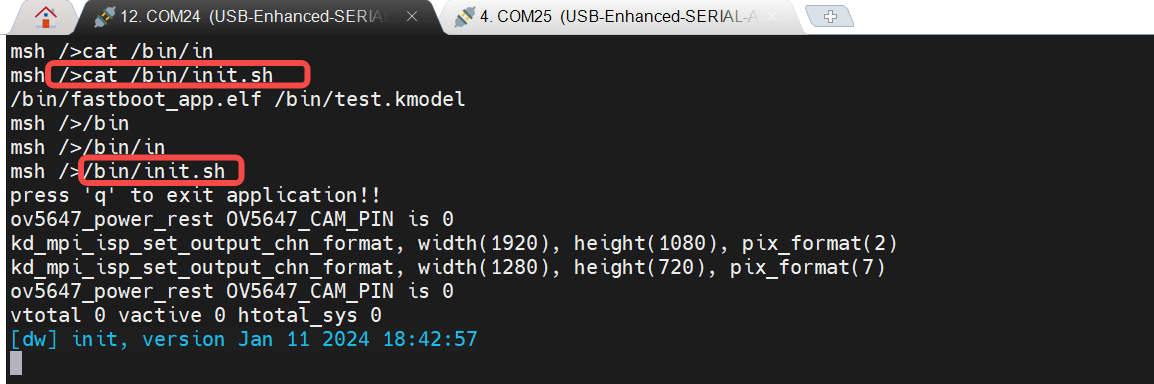 12. COM24 (USB-Enhanced-SERIAL
4. COM25 (USB-Enhanced-SERIAL-A
msh />cat /bin/in
msh />cat /bin/init.sh
/bin/fastboot_app.elf /bin/test.kmodel
msh />/bin
msh />/bin/in
msh />/bin/init.sh
press 'q' to exit application!!
ov5647_power_rest OV5647_CAM_PIN is 0
kd_mpi_isp_set_output_chn_format, width(1920), height(1080), pix_format(2)
kd_mpi_isp_set_output_chn_format, width(1280), height(720), pix_format(7)
ov5647_power_rest OV5647_CAM_PIN is 0
vtotal 0 vactive 0 htotal_sys 0
[dw] init, version Jan 11 2024 18:42:57